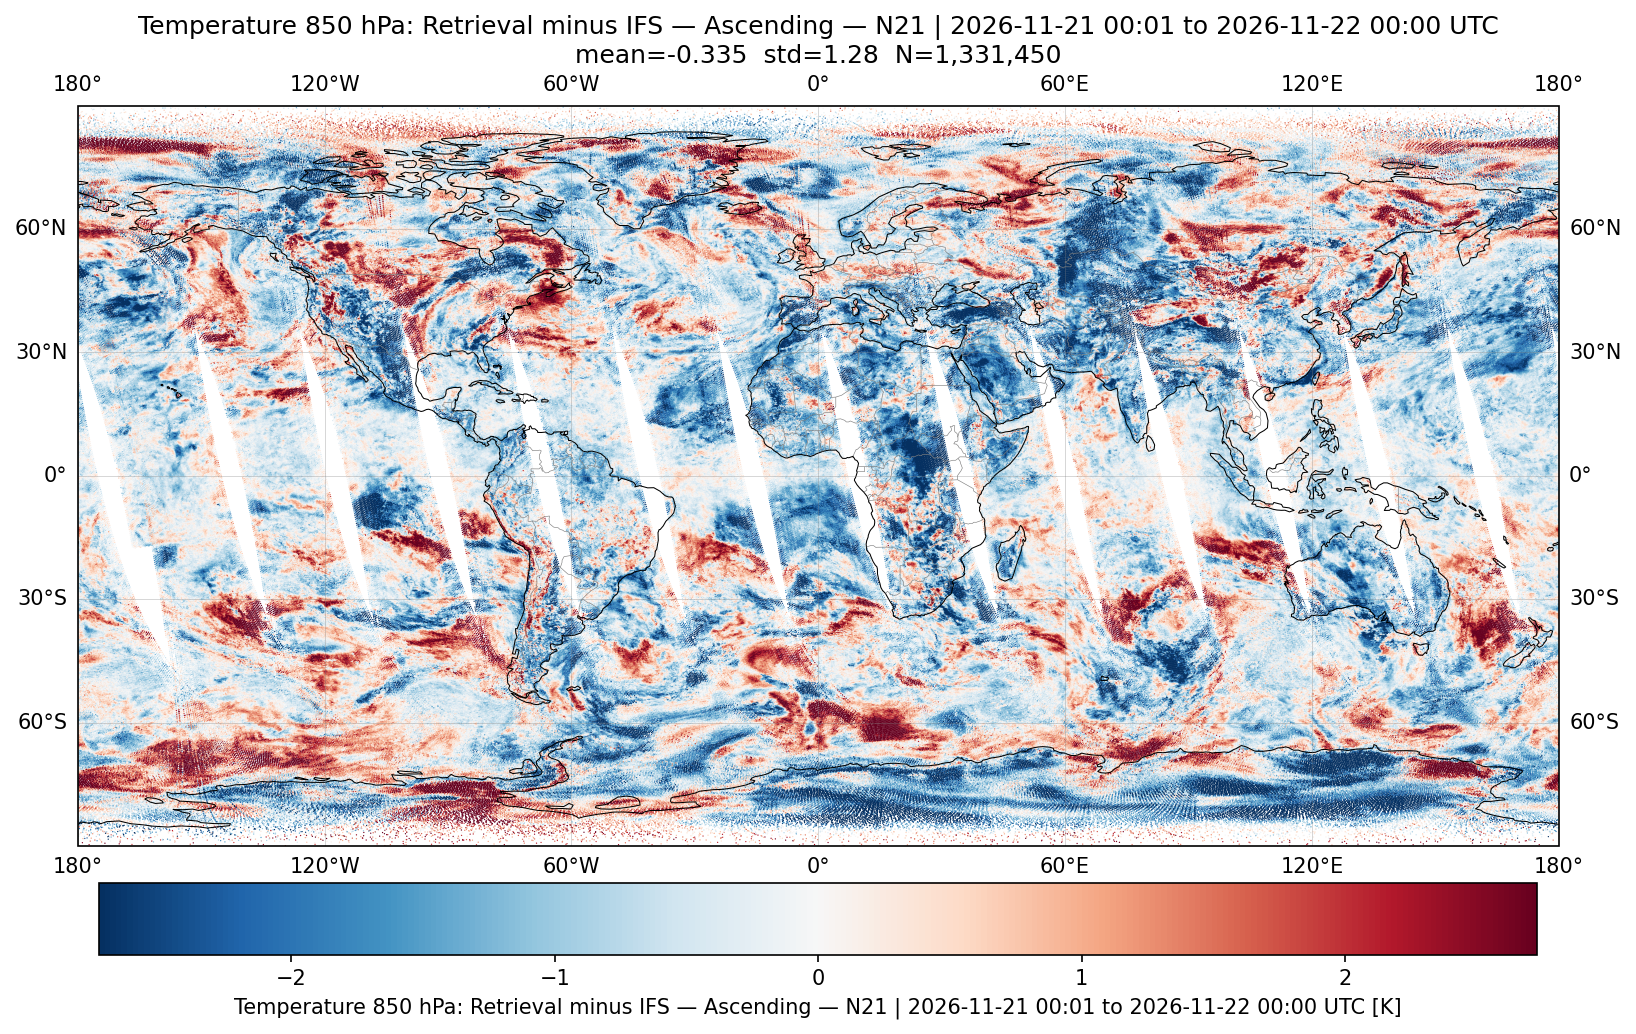 Temperature 850 hPa: Retrieval minus IFS — Ascending — N21 | 2026-11-21 00:01 to 2026-11-22 00:00 UTC
mean=-0.335 std=1.28 N=1,331,450
180° 120°W 60°W 0° 60°E 120°E 180°
60°N 60°N
30°N 30°N
0° 0°
30°S 30°S
60°S 60°S
180° 120°W 60°W 0° 60°E 120°E 180°
−2 −1 0 1 2
Temperature 850 hPa: Retrieval minus IFS — Ascending — N21 | 2026-11-21 00:01 to 2026-11-22 00:00 UTC [K]